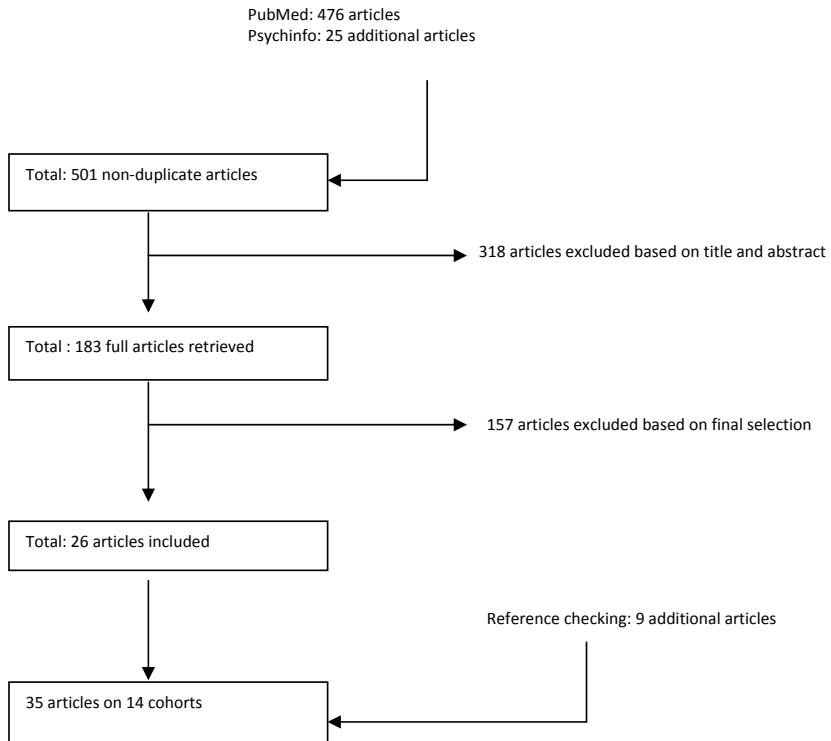 PubMed: 476 articles
Psychinfo: 25 additional articles
Total: 501 non-duplicate articles
318 articles excluded based on title and abstract
Total : 183 full articles retrieved
157 articles excluded based on final selection
Total: 26 articles included
Reference checking: 9 additional articles
35 articles on 14 cohorts